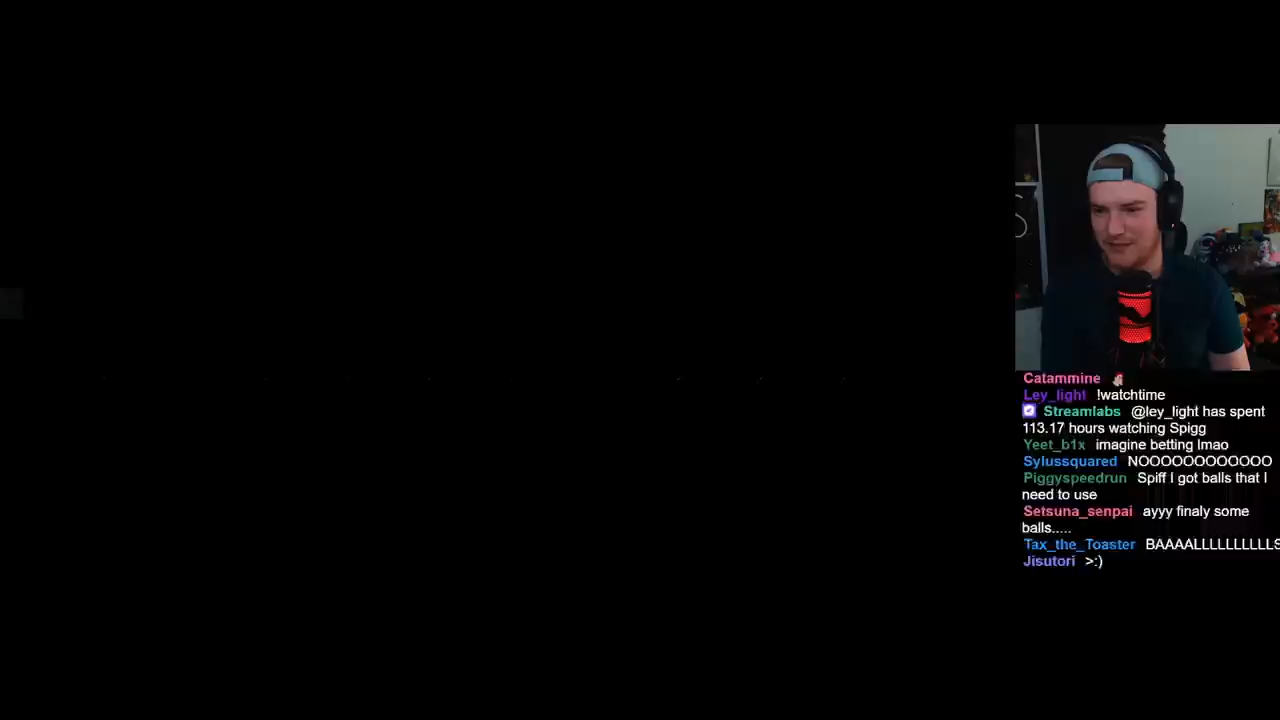 S
Catammine
Ley_light !watchtime
Streamlabs @ley_light has spent
113.17 hours watching Spigg
Yeet_b1x imagine betting lmao
Sylussquared NOOOOOOOOOOOO
Piggyspeedrun Spiff I got balls that I
need to use
Setsuna_senpai ayyy finaly some
balls.....
Tax_the_Toaster BAAAALLLLLLLLLLS
Jisutori >:)